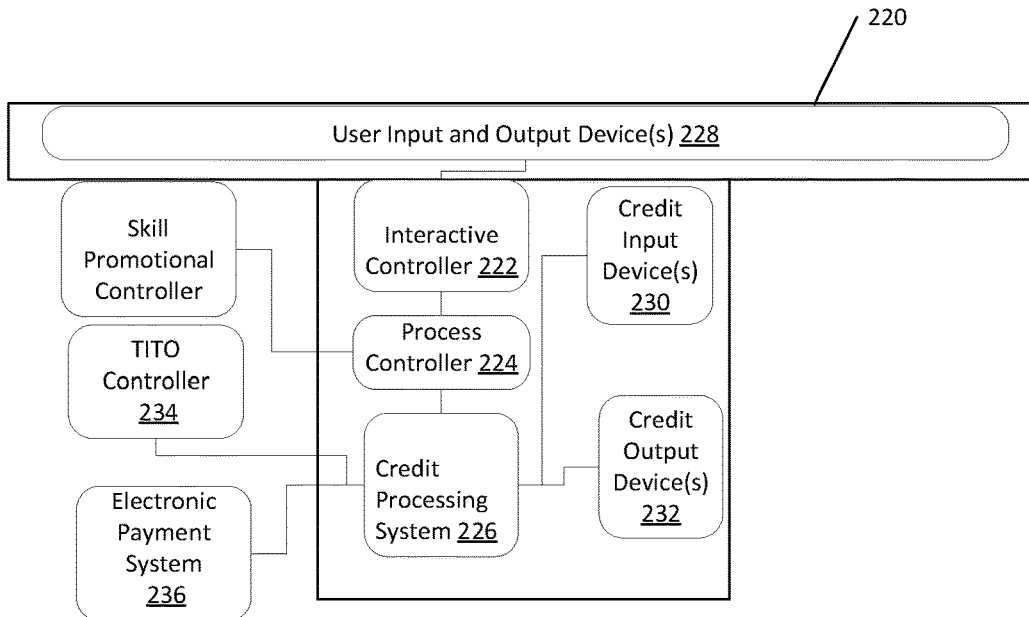 220
User Input and Output Device(s) 228
Skill
Promotional
Controller
Interactive
Controller 222
Credit
Input
Device(s)
230
TITO
Controller
234
Process
Controller 224
Credit
Output
Device(s)
232
Credit
Processing
System 226
Electronic
Payment
System
236